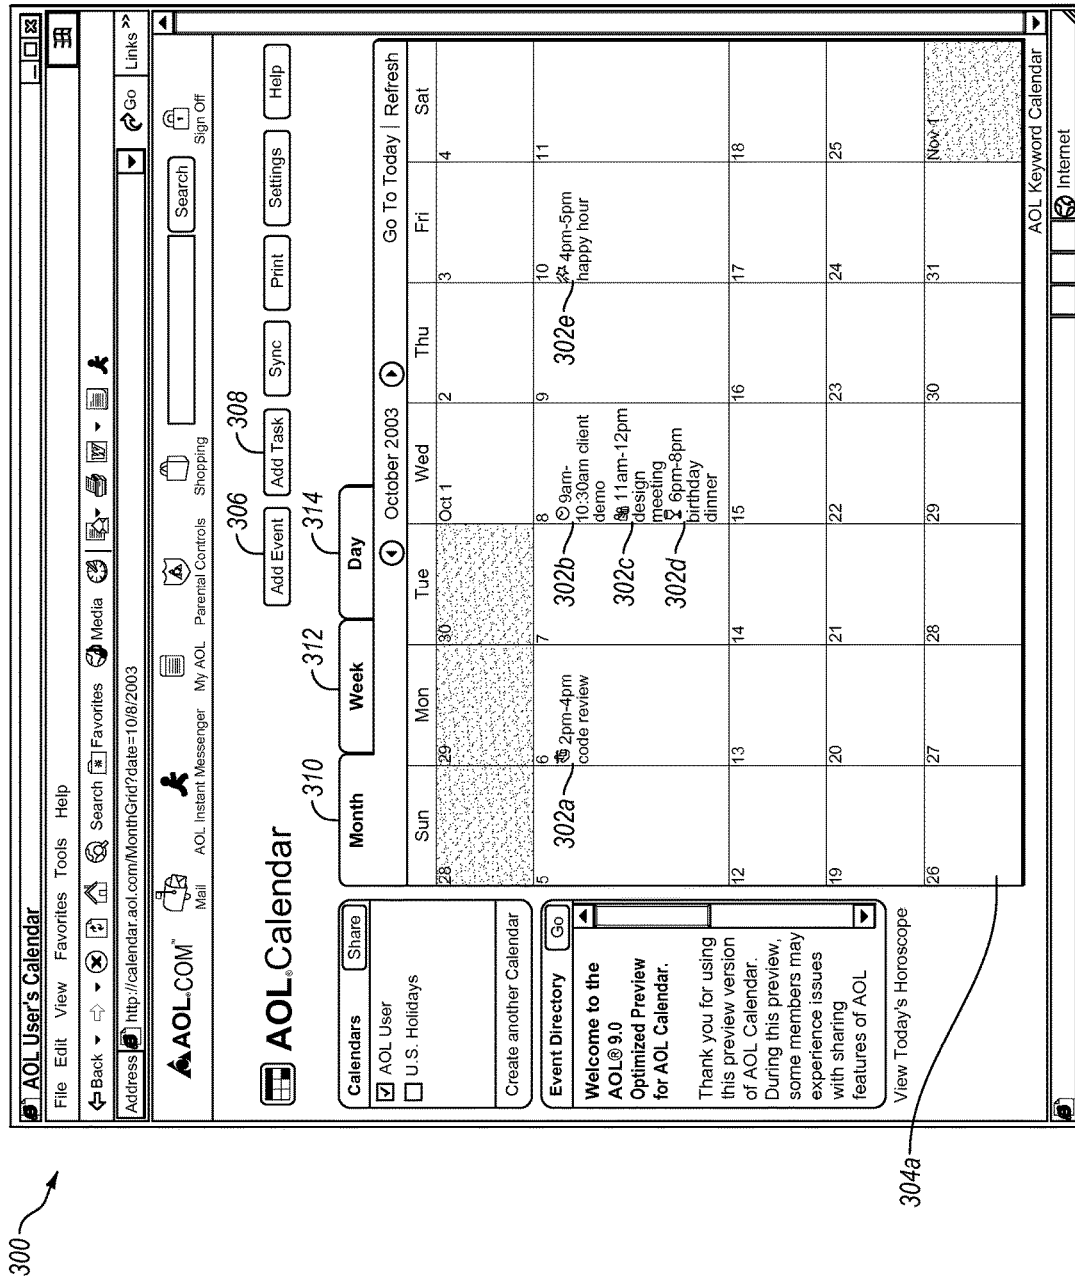 300
AOL User's Calendar
File Edit View Favorites Tools Help
Back Search Favorites Media
Address http://calendar.aol.com/MonthGrid?date=10/8/2003 Go Links »
AOL.COM™ Mail AOL Instant Messenger My AOL Parental Controls Shopping Search Sign Off
AOL®Calendar
306 308
Add Event Add Task Sync Print Settings Help
310 312 314
Month Week Day
October 2003 Go To Today | Refresh
Sun Mon Tue Wed Thu Fri Sat
28 29 30 Oct 1 2 3 4
5 6 7 8 9 10 11
302a
2pm-4pm
code review
302b
9am-
10:30am client
demo
302c
11am-12pm
design
meeting
302d
6pm-8pm
birthday
dinner
302e
4pm-5pm
happy hour
12 13 14 15 16 17 18
19 20 21 22 23 24 25
26 27 28 29 30 31 Nov 1
Calendars Share
AOL User
U.S. Holidays
Create another Calendar
Event Directory Go
Welcome to the
AOL® 9.0
Optimized Preview
for AOL Calendar.
Thank you for using
this preview version
of AOL Calendar.
During this preview,
some members may
experience issues
with sharing
features of AOL
View Today's Horoscope
304a
AOL Keyword Calendar
Internet